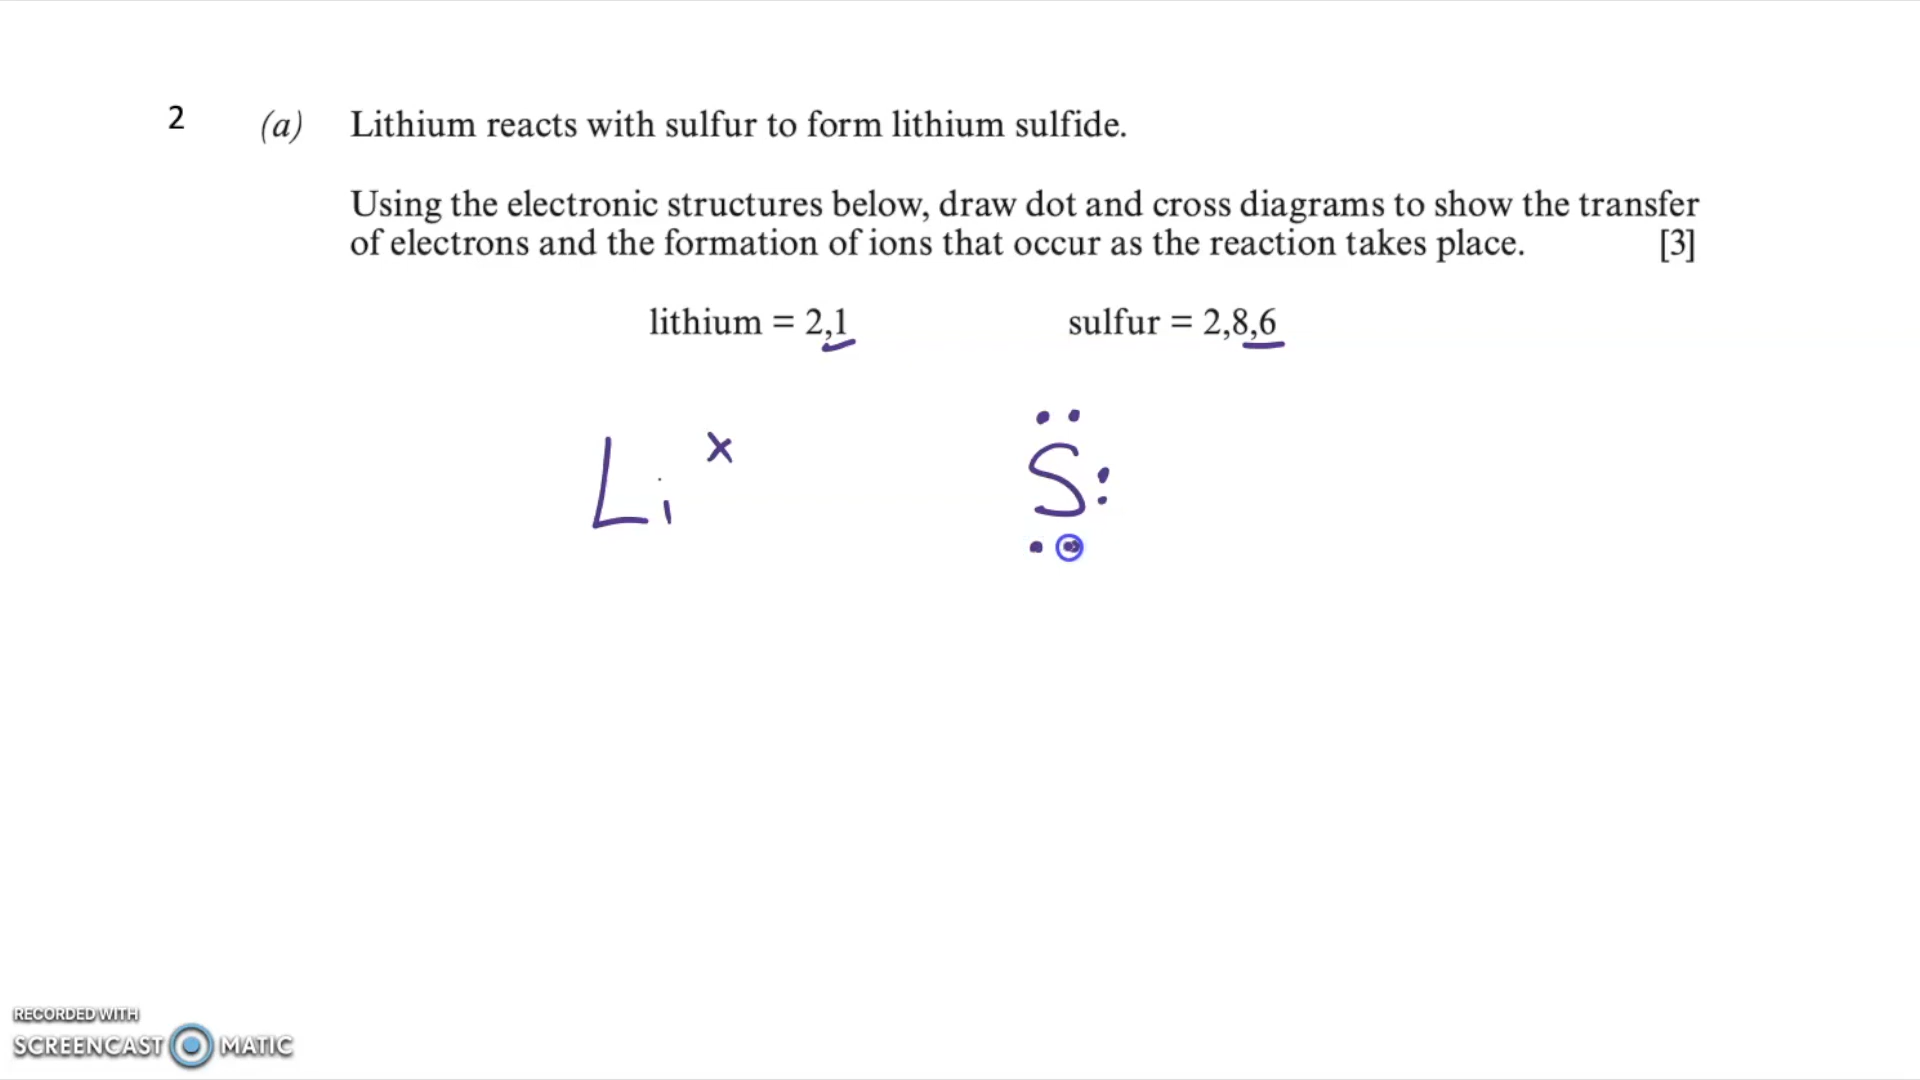 2 (a) Lithium reacts with sulfur to form lithium sulfide.
Using the electronic structures below, draw dot and cross diagrams to show the transfer
of electrons and the formation of ions that occur as the reaction takes place. [3]
lithium = 2,1 sulfur = 2,8,6
Li x S
RECORDED WITH
SCREENCAST MATIC